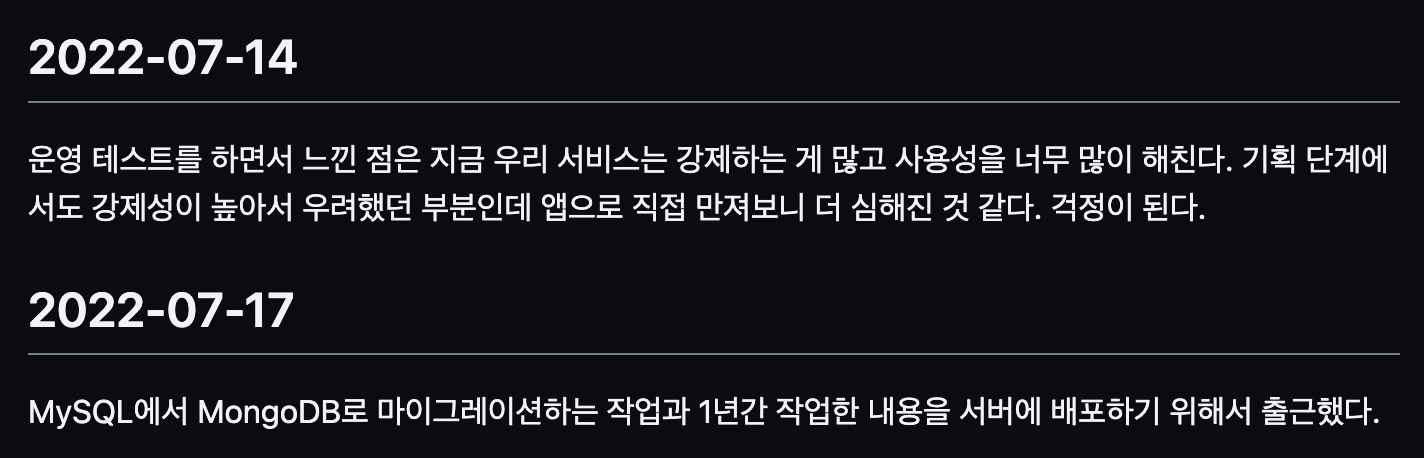 2022-07-14
운영 테스트를 하면서 느낀 점은 지금 우리 서비스는 강제하는 게 많고 사용성을 너무 많이 해친다. 기획 단계에
서도 강제성이 높아서 우려했던 부분인데 앱으로 직접 만져보니 더 심해진 것 같다. 걱정이 된다.
2022-07-17
MySQL에서 MongoDB로 마이그레이션하는 작업과 1년간 작업한 내용을 서버에 배포하기 위해서 출근했다.